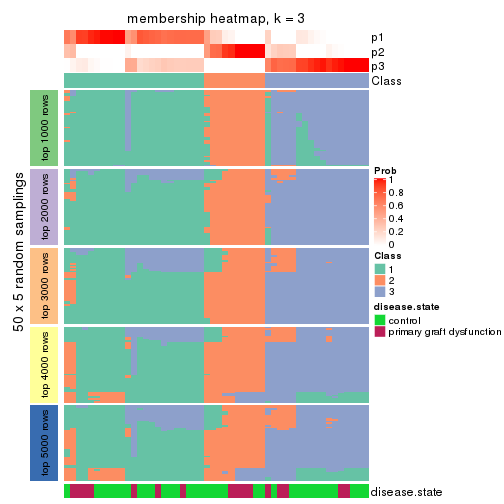 membership heatmap, k = 3
p1
p2
p3
Class
50 x 5 random samplings
top 1000 rows
top 2000 rows
top 3000 rows
top 4000 rows
top 5000 rows
Prob
1
0.8
0.6
0.4
0.2
0
Class
1
2
3
disease.state
control
primary graft dysfunction
disease.state